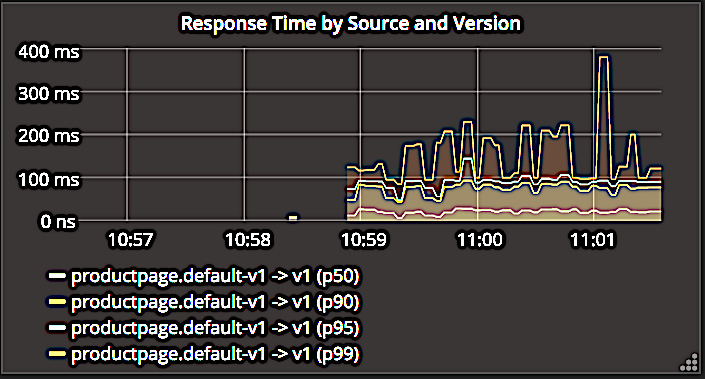 Response Time by Source and Version
400 ms
300 ms
200 ms
100 ms
0 ns
10:57 10:58 10:59 11:00 11:01
productpage.default-v1 -> v1 (p50)
productpage.default-v1 -> v1 (p90)
productpage.default-v1 -> v1 (p95)
productpage.default-v1 -> v1 (p99)